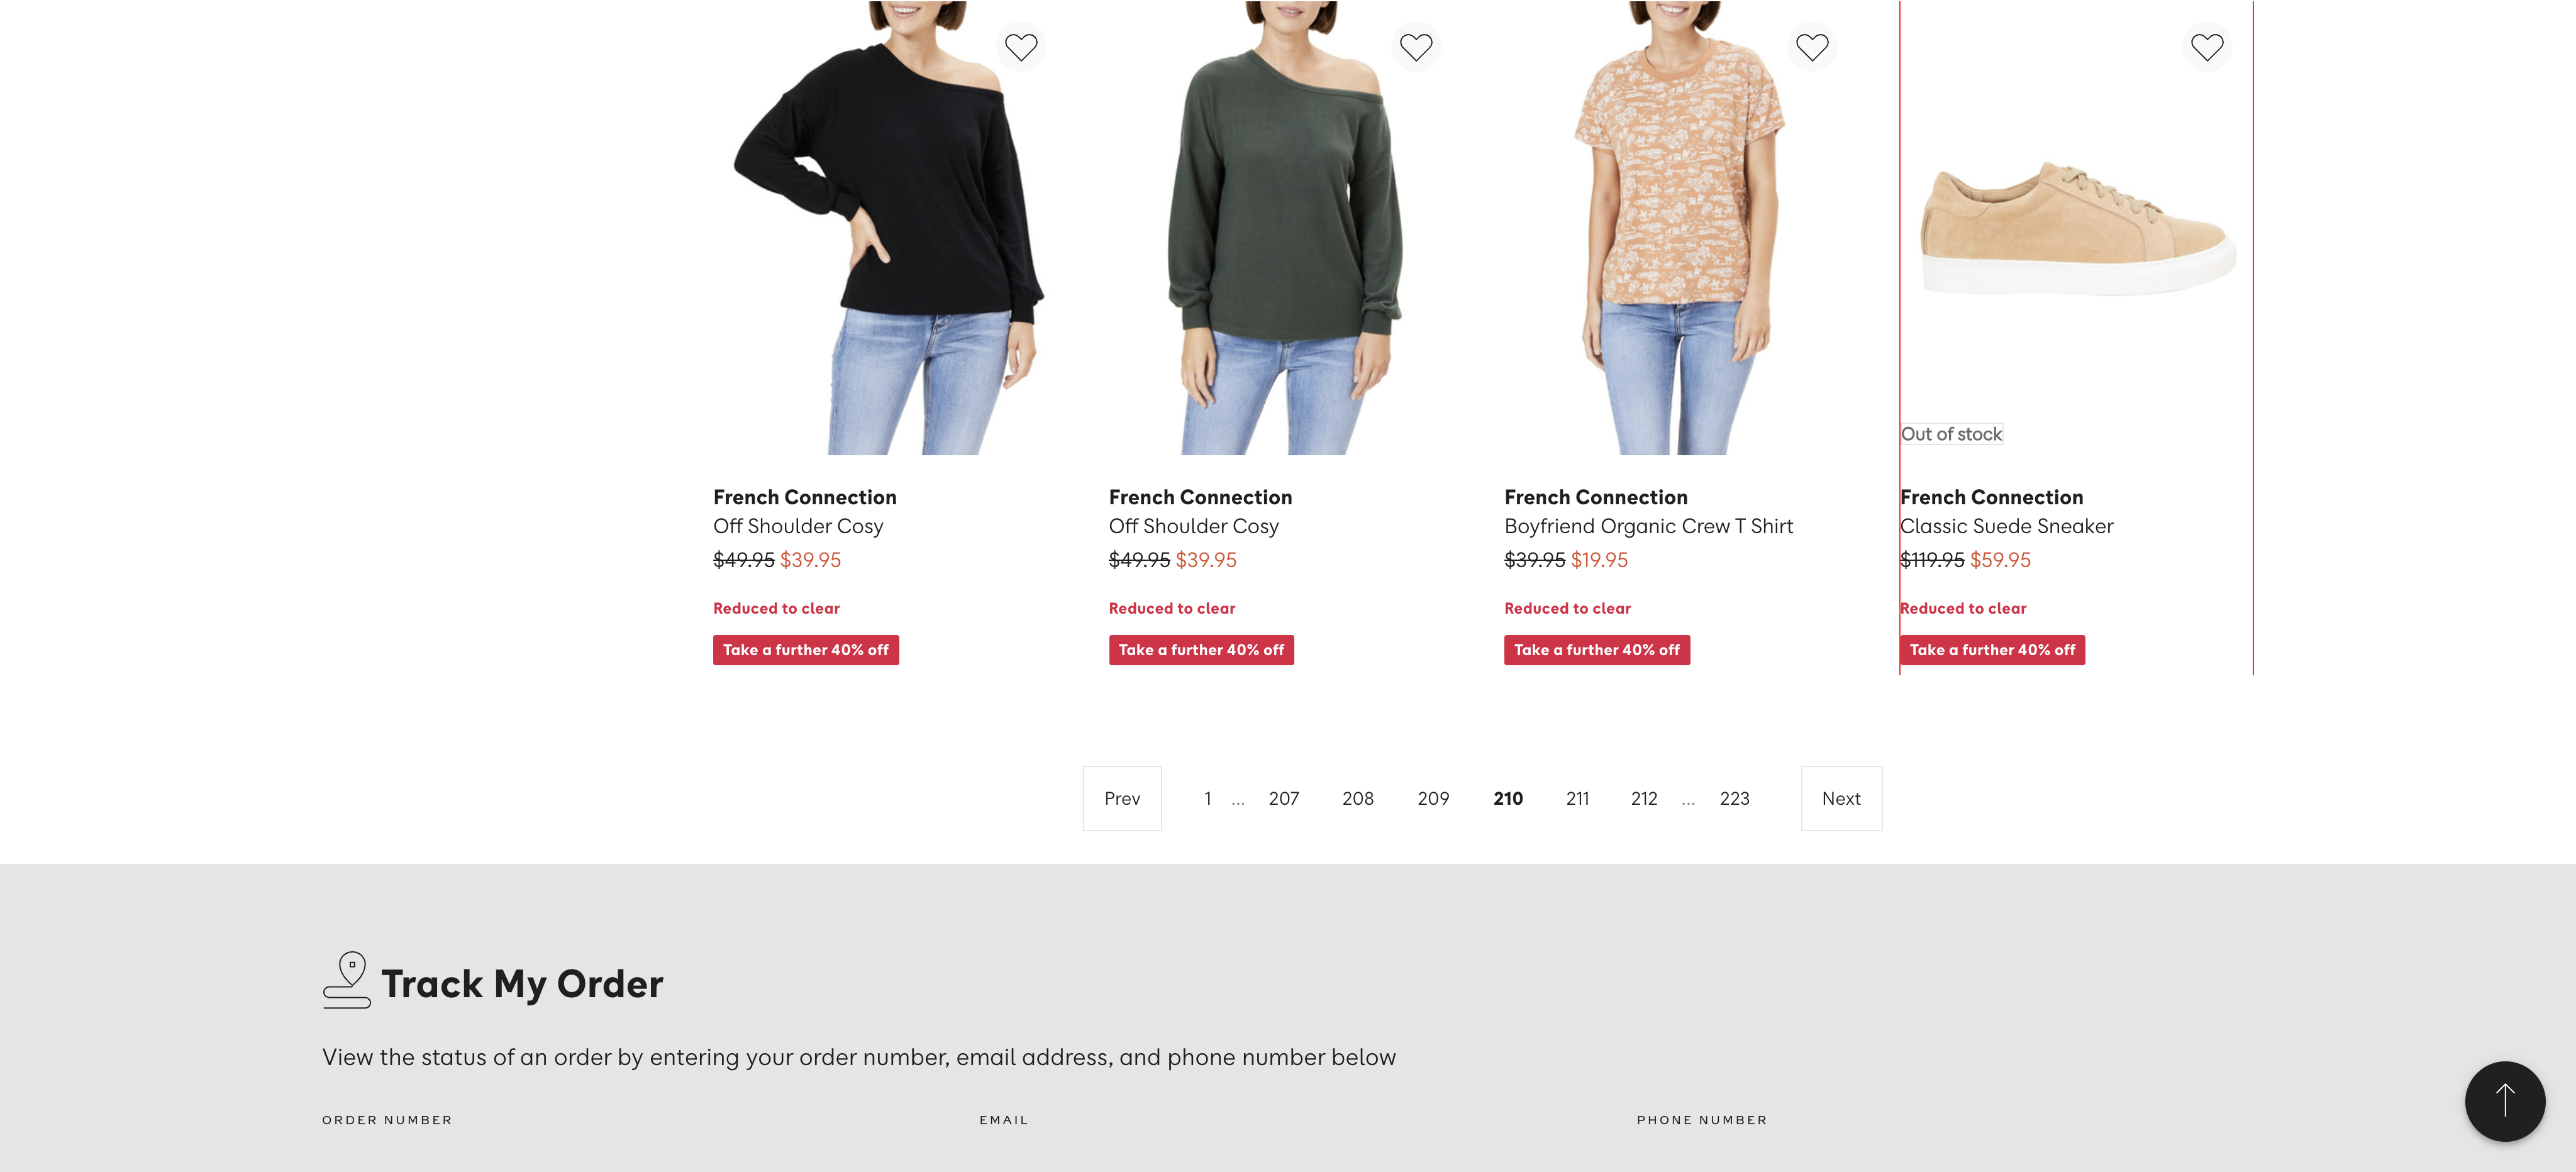 Out of stock
French Connection
Off Shoulder Cosy
$49.95 $39.95
Reduced to clear
Take a further 40% off
French Connection
Off Shoulder Cosy
$49.95 $39.95
Reduced to clear
Take a further 40% off
French Connection
Boyfriend Organic Crew T Shirt
$39.95 $19.95
Reduced to clear
Take a further 40% off
French Connection
Classic Suede Sneaker
$119.95 $59.95
Reduced to clear
Take a further 40% off
Prev 1 ... 207 208 209 210 211 212 ... 223 Next
Track My Order
View the status of an order by entering your order number, email address, and phone number below
ORDER NUMBER
EMAIL
PHONE NUMBER